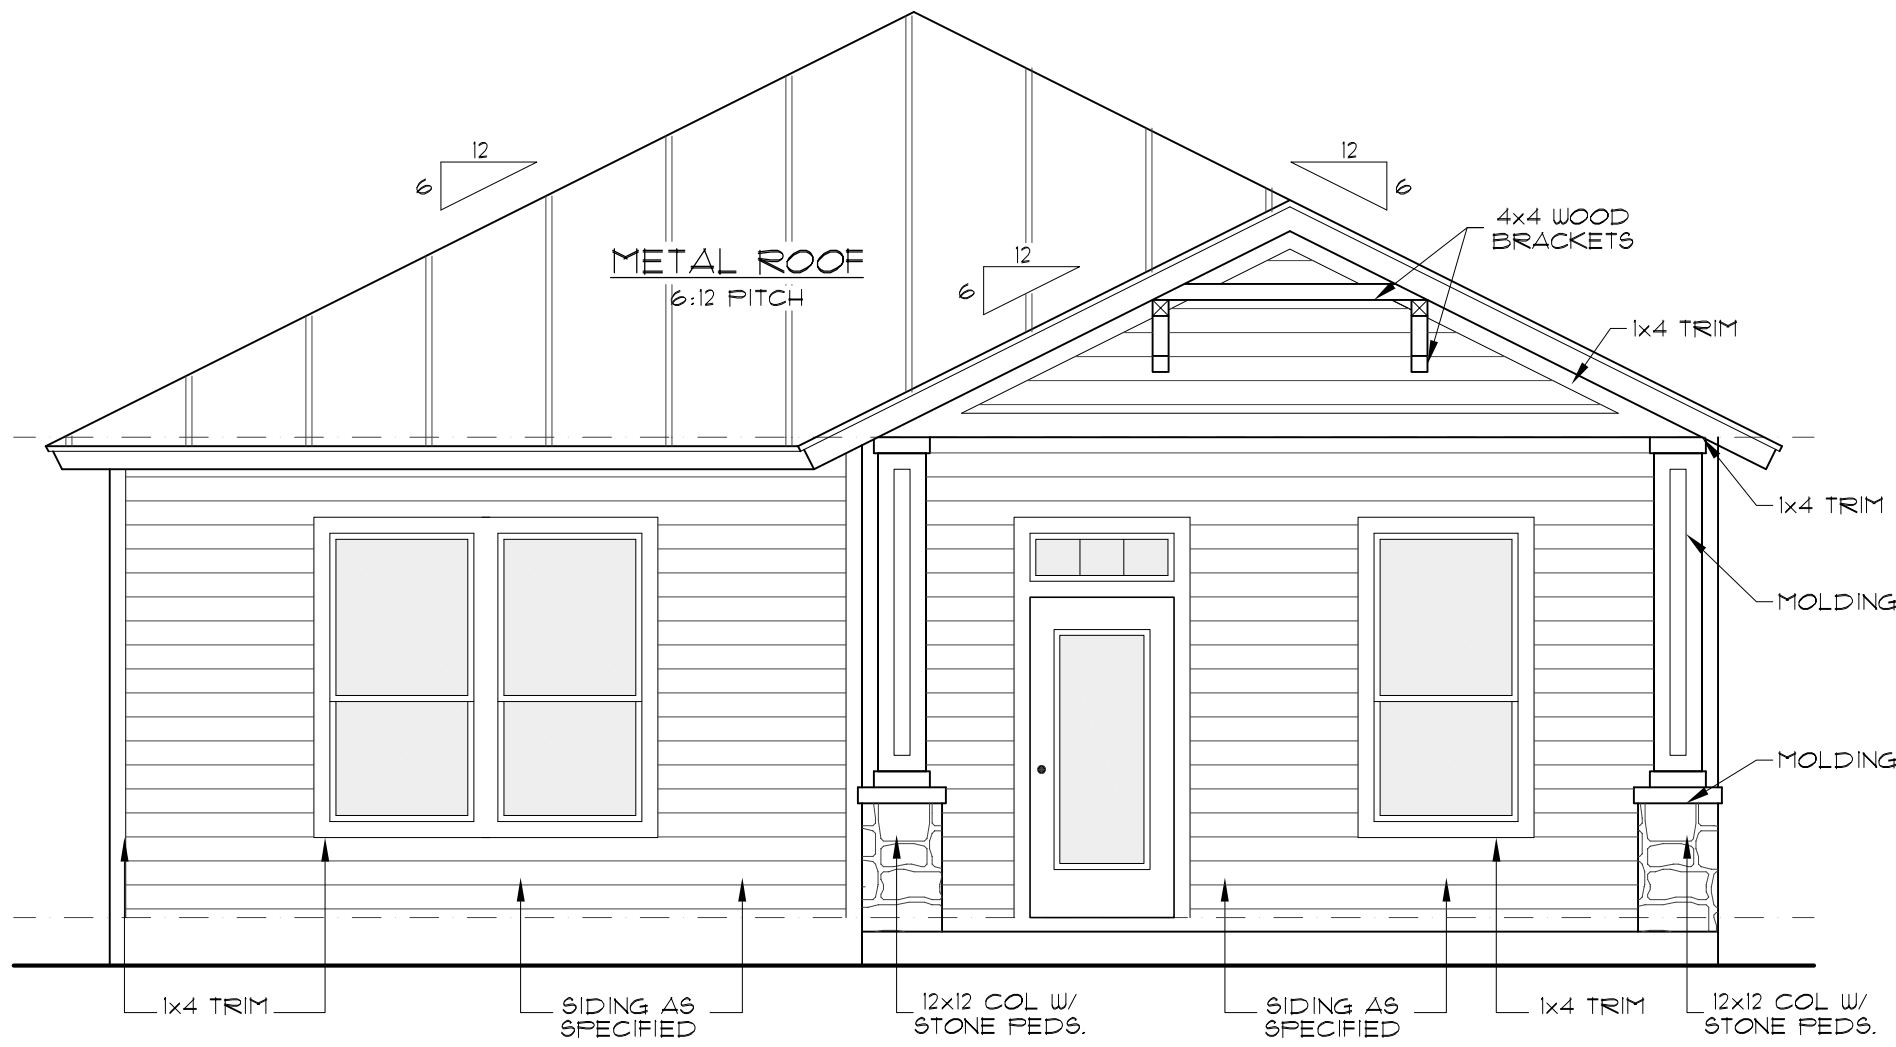 12
6
12
6
4x4 WOOD
BRACKETS
METAL ROOF
6:12 PITCH
12
6
1x4 TRIM
1x4 TRIM
MOLDING
MOLDING
1x4 TRIM
SIDING AS
SPECIFIED
12x12 COL W/
STONE PEDS.
SIDING AS
SPECIFIED
1x4 TRIM
12x12 COL W/
STONE PEDS.